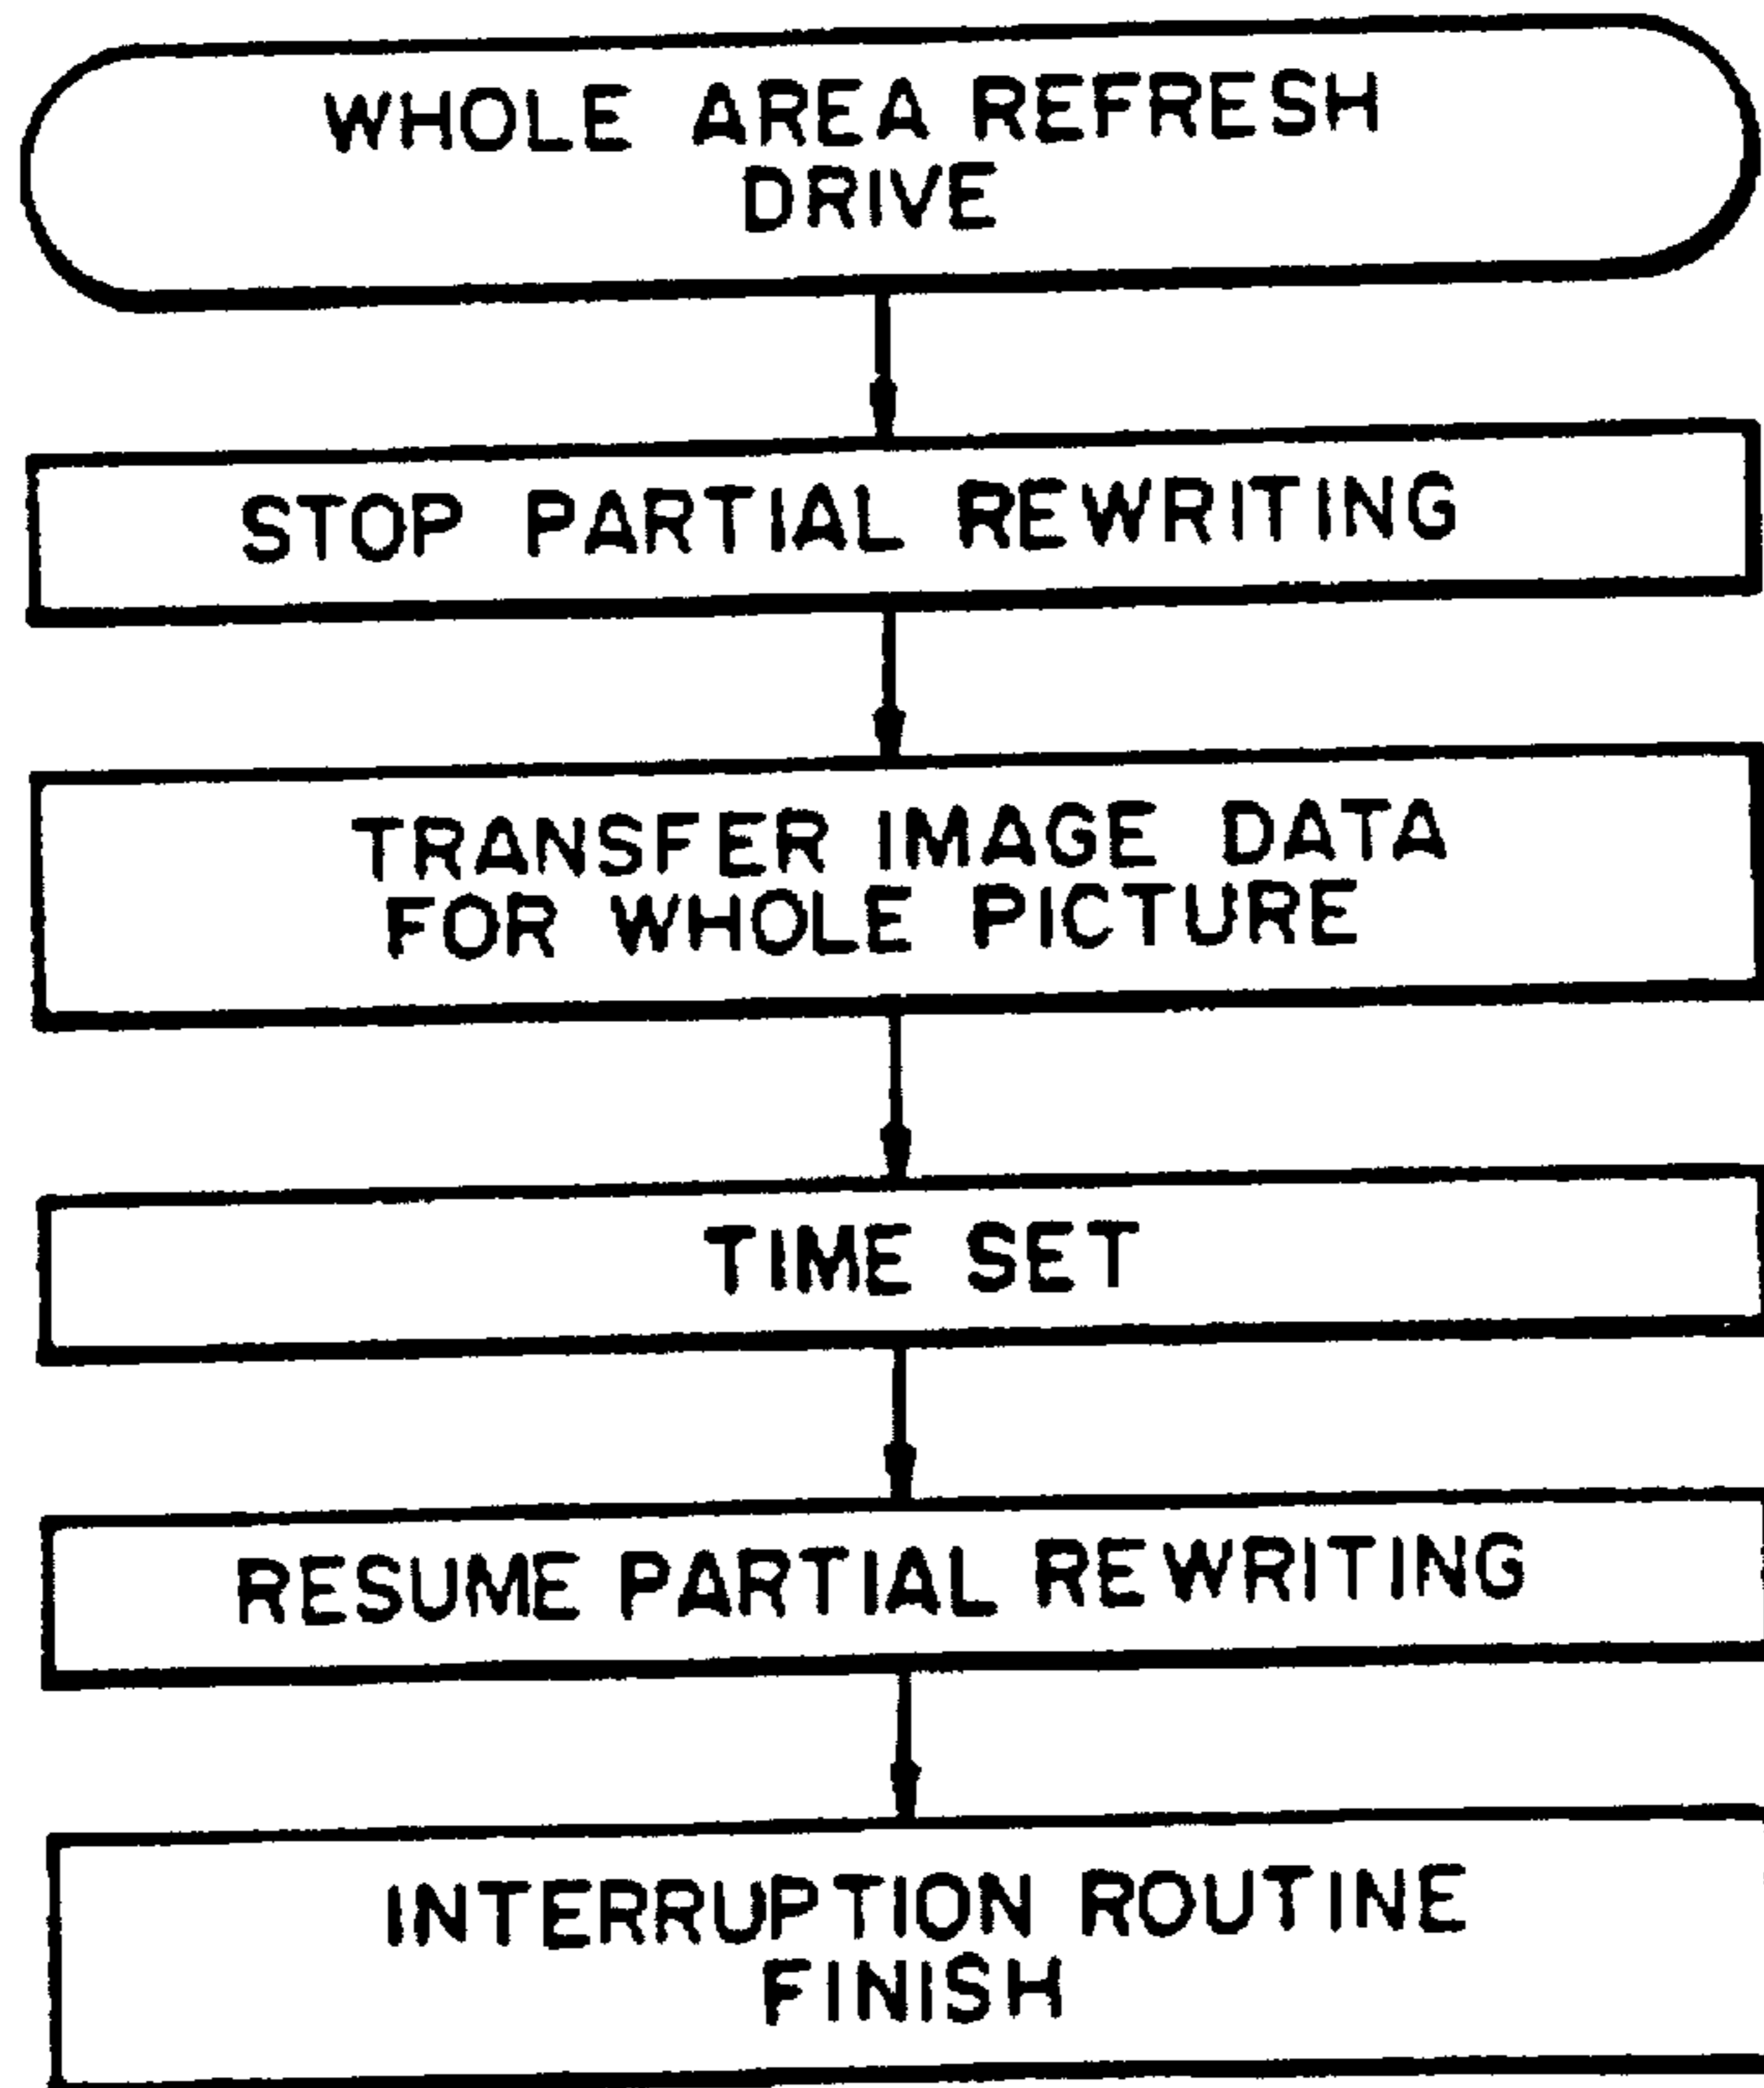 WHOLE AREA REFRESH
DRIVE
STOP PARTIAL REWRITING
TRANSFER IMAGE DATA
FOR WHOLE PICTURE
TIME SET
RESUME PARTIAL REWRITING
INTERRUPTION ROUTINE
FINISH